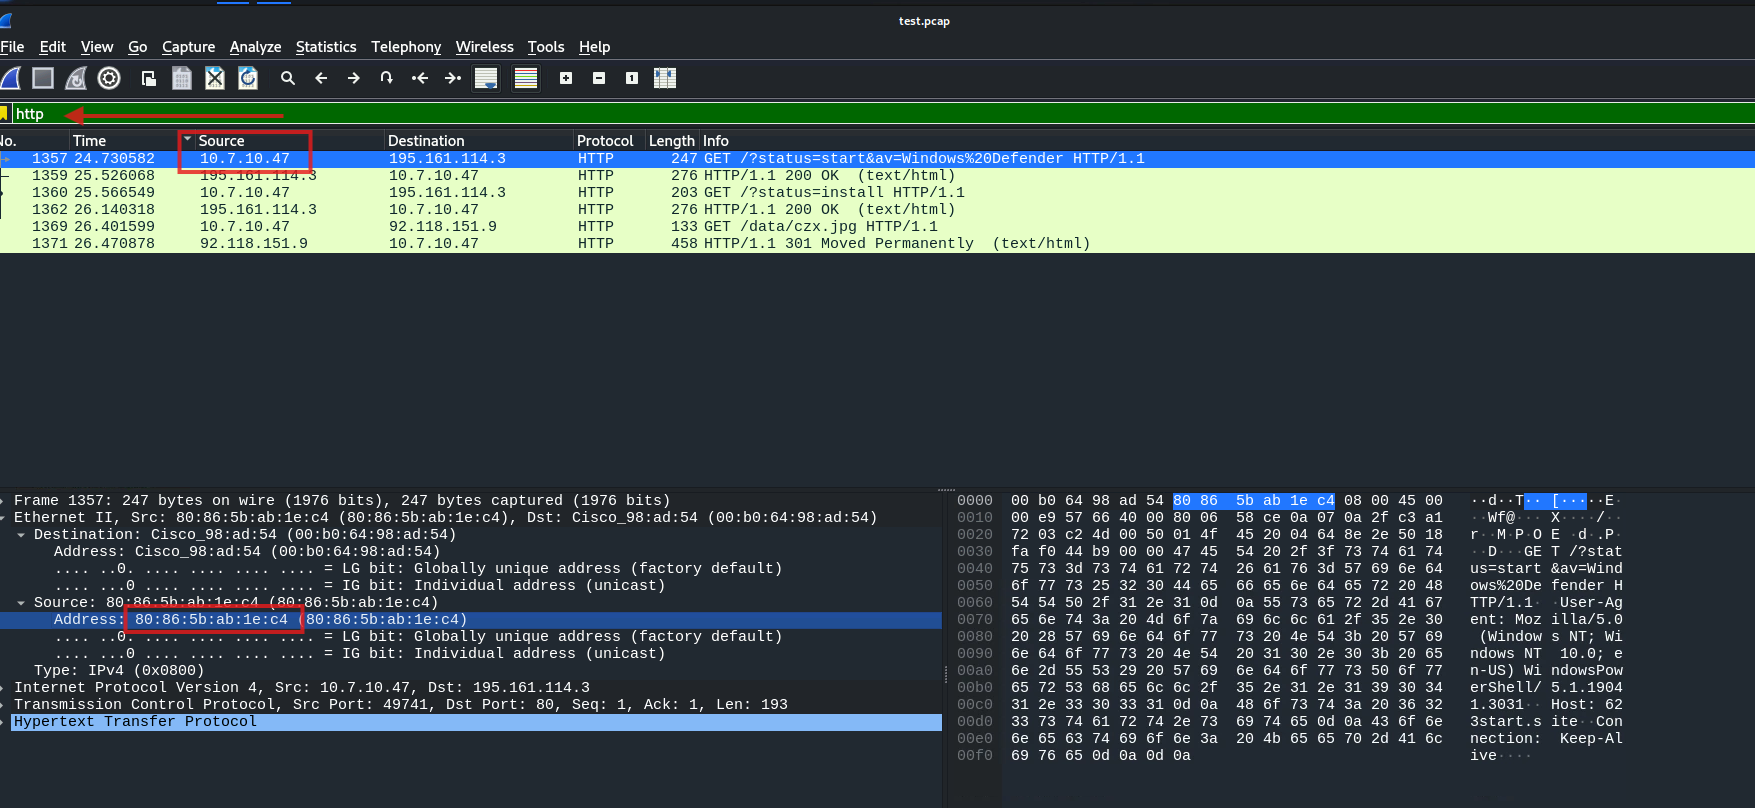 test.pcap
File Edit View Go Capture Analyze Statistics Telephony Wireless Tools Help
http
No. Time Source Destination Protocol Length Info
1357 24.730582 10.7.10.47 195.161.114.3 HTTP 247 GET /?status=start&av=Windows%20Defender HTTP/1.1
1359 25.526068 195.161.114.3 10.7.10.47 HTTP 276 HTTP/1.1 200 OK (text/html)
1360 25.566549 10.7.10.47 195.161.114.3 HTTP 203 GET /?status=install HTTP/1.1
1362 26.140318 195.161.114.3 10.7.10.47 HTTP 276 HTTP/1.1 200 OK (text/html)
1369 26.401599 10.7.10.47 92.118.151.9 HTTP 133 GET /data/czx.jpg HTTP/1.1
1371 26.470878 92.118.151.9 10.7.10.47 HTTP 458 HTTP/1.1 301 Moved Permanently (text/html)
Frame 1357: 247 bytes on wire (1976 bits), 247 bytes captured (1976 bits)
Ethernet II, Src: 80:86:5b:ab:1e:c4 (80:86:5b:ab:1e:c4), Dst: Cisco_98:ad:54 (00:b0:64:98:ad:54)
Destination: Cisco_98:ad:54 (00:b0:64:98:ad:54)
Address: Cisco_98:ad:54 (00:b0:64:98:ad:54)
.... ..0. .... .... .... .... = LG bit: Globally unique address (factory default)
.... ...0 .... .... .... .... = IG bit: Individual address (unicast)
Source: 80:86:5b:ab:1e:c4 (80:86:5b:ab:1e:c4)
Address: 80:86:5b:ab:1e:c4 (80:86:5b:ab:1e:c4)
.... ..0. .... .... .... .... = LG bit: Globally unique address (factory default)
.... ...0 .... .... .... .... = IG bit: Individual address (unicast)
Type: IPv4 (0x0800)
Internet Protocol Version 4, Src: 10.7.10.47, Dst: 195.161.114.3
Transmission Control Protocol, Src Port: 49741, Dst Port: 80, Seq: 1, Ack: 1, Len: 193
Hypertext Transfer Protocol
0000 00 b0 64 98 ad 54 80 86 5b ab 1e c4 08 00 45 00 ··d··T·· [·····E·
0010 00 e9 57 66 40 00 80 06 58 ce 0a 07 0a 2f c3 a1 ··Wf@··· X····/··
0020 72 03 c2 4d 00 50 01 4f 45 20 04 64 8e 2e 50 18 r··M·P·O E ·d·.P·
0030 fa f0 44 b9 00 00 47 45 54 20 2f 3f 73 74 61 74 ··D···GE T /?stat
0040 75 73 3d 73 74 61 72 74 26 61 76 3d 57 69 6e 64 us=start &av=Wind
0050 6f 77 73 25 32 30 44 65 66 65 6e 64 65 72 20 48 ows%20De fender H
0060 54 54 50 2f 31 2e 31 0d 0a 55 73 65 72 2d 41 67 TTP/1.1· ·User-Ag
0070 65 6e 74 3a 20 4d 6f 7a 69 6c 6c 61 2f 35 2e 30 ent: Moz illa/5.0
0080 20 28 57 69 6e 64 6f 77 73 20 4e 54 3b 20 57 69 (Window s NT; Wi
0090 6e 64 6f 77 73 20 4e 54 20 31 30 2e 30 3b 20 65 ndows NT 10.0; e
00a0 6e 2d 55 53 29 20 57 69 6e 64 6f 77 73 50 6f 77 n-US) Wi ndowsPow
00b0 65 72 53 68 65 6c 6c 2f 35 2e 31 2e 31 39 30 34 erShell/ 5.1.1904
00c0 31 2e 33 30 33 31 0d 0a 48 6f 73 74 3a 20 36 32 1.3031·· Host: 62
00d0 33 73 74 61 72 74 2e 73 69 74 65 0d 0a 43 6f 6e 3start.s ite··Con
00e0 6e 65 63 74 69 6f 6e 3a 20 4b 65 65 70 2d 41 6c nection: Keep-Al
00f0 69 76 65 0d 0a 0d 0a ive····